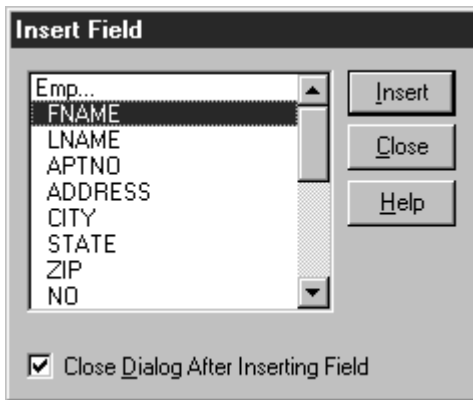 Insert Field
Emp...
FNAME
LNAME
APTNO
ADDRESS
CITY
STATE
ZIP
NO
Insert
Close
Help
Close Dialog After Inserting Field